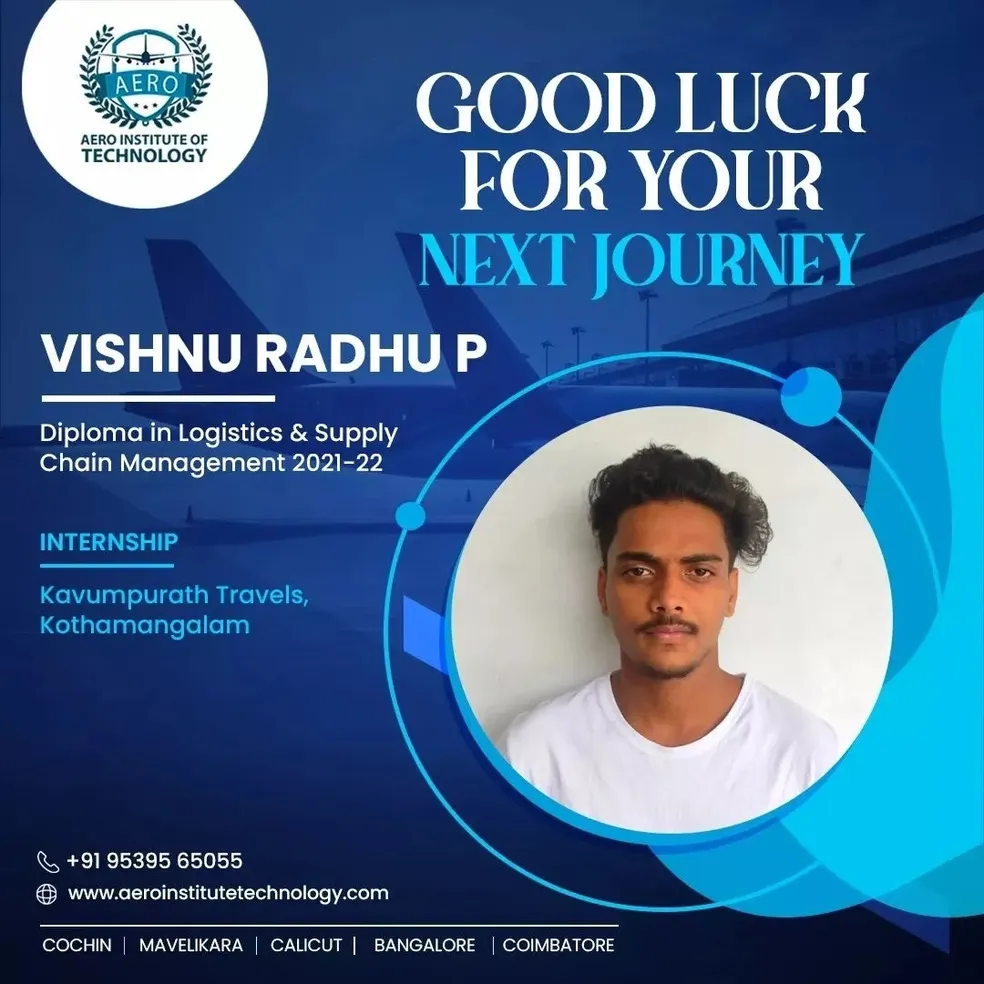 AERO
AERO INSTITUTE OF
TECHNOLOGY
GOOD LUCK
FOR YOUR
NEXT JOURNEY
VISHNU RADHU P
Diploma in Logistics & Supply
Chain Management 2021-22
INTERNSHIP
Kavumpurath Travels,
Kothamangalam
+91 95395 65055
www.aeroinstitutetechnology.com
COCHIN | MAVELIKARA | CALICUT | BANGALORE | COIMBATORE